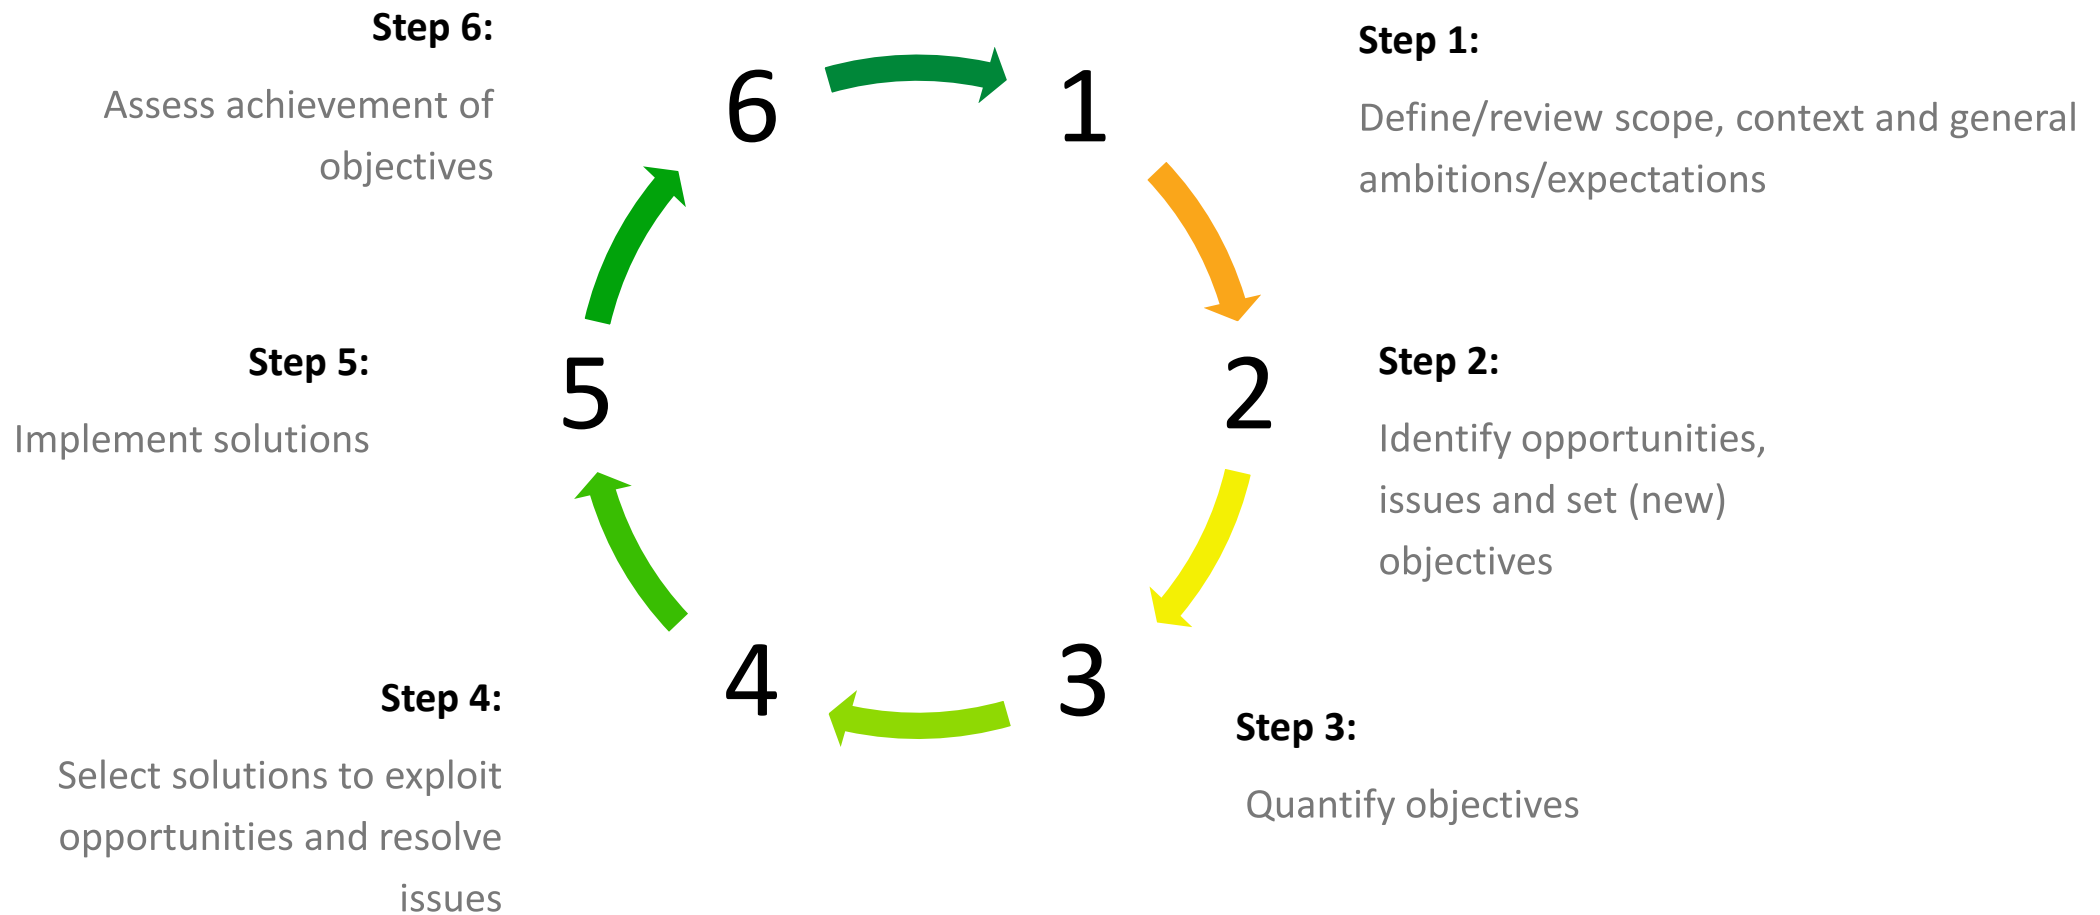 Step 1:
Define/review scope, context and general
ambitions/expectations
Step 2:
Identify opportunities,
issues and set (new)
objectives
Step 3:
Quantify objectives
Step 4:
Select solutions to exploit
opportunities and resolve
issues
Step 5:
Implement solutions
Step 6:
Assess achievement of
objectives
1
2
3
4
5
6